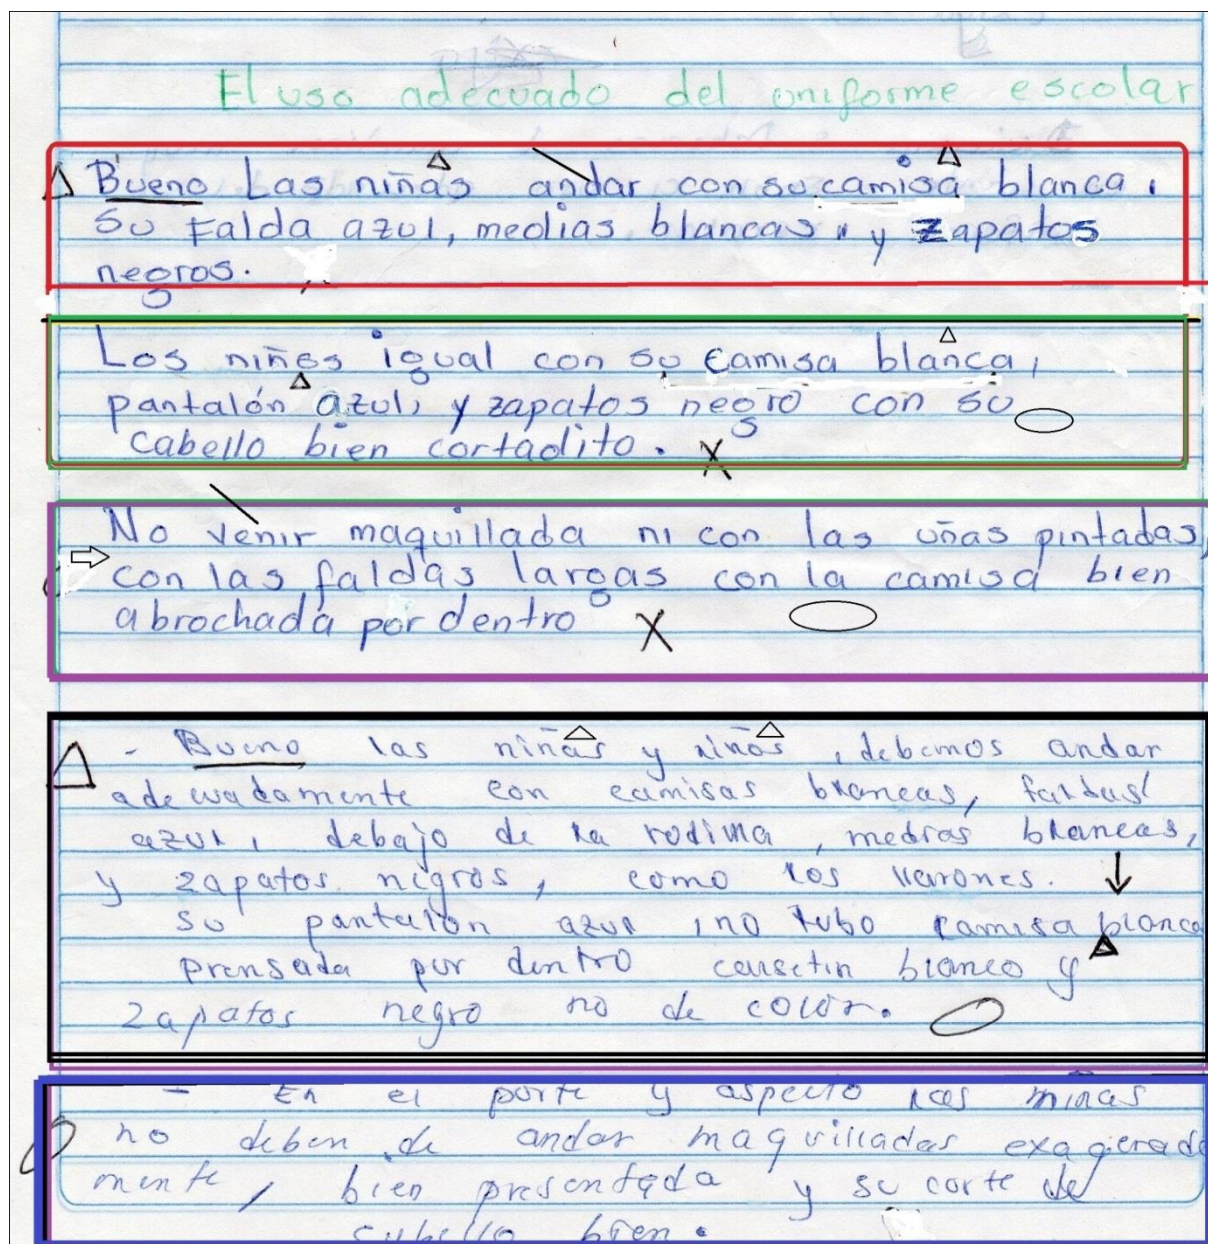 El uso adecuado del uniforme escolar
Bueno Las niñas andar con su camisa blanca.
su Falda azul, medias blancas, y zapatos
negros.
Los niños igual con su camisa blanca,
pantalón azul, y zapatos negro con su
cabello bien cortadito.
No venir maquillada ni con las uñas pintadas,
con las faldas largas con la camisa bien
abrochada por dentro
- Bueno las niñas y niños, debemos andar
adecuadamente con camisas blancas, faldas
azul, debajo de la rodilla, medias blancas,
y zapatos negros, como los varones.
su pantalon azul, no tubo camisa blanca
prensada por dentro calsetin blanco y
zapatos negro no de color.
- En el porte y aspecto las niñas
no deben de andar maquilladas exagerada
mente, bien presentada y su corte de
cabello bien.